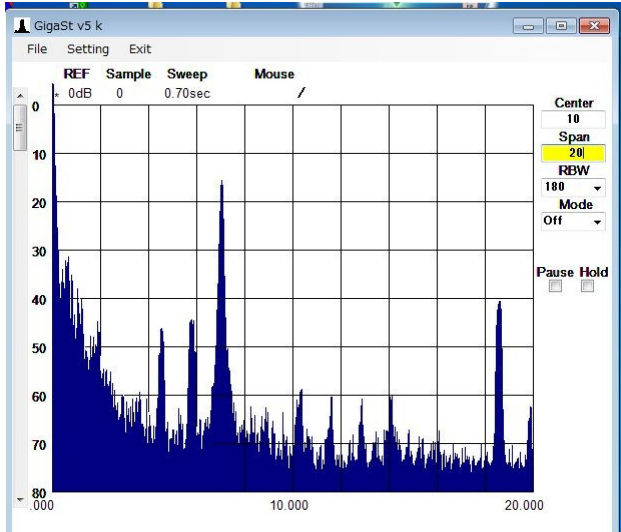 GigaSt v5 k
File Setting Exit
REF Sample Sweep Mouse
* 0dB 0 0.70sec /
0
10
20
30
40
50
60
70
80
.000 10.000 20.000
Center
10
Span
20
RBW
180
Mode
Off
Pause Hold